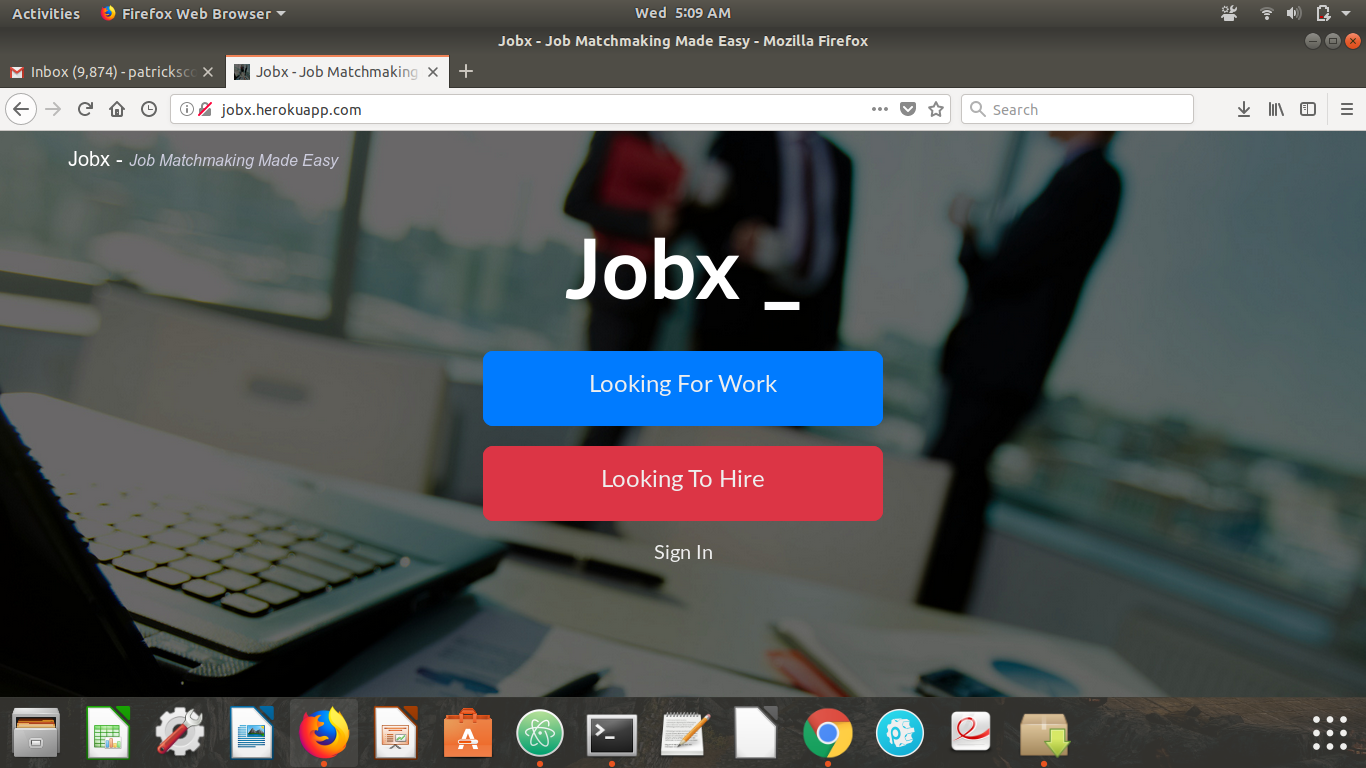 Activities
Firefox Web Browser
Wed 5:09 AM
Jobx - Job Matchmaking Made Easy - Mozilla Firefox
Inbox (9,874) - patricksc
Jobx - Job Matchmaking
jobx.herokuapp.com
Search
Jobx - Job Matchmaking Made Easy
Jobx _
Looking For Work
Looking To Hire
Sign In